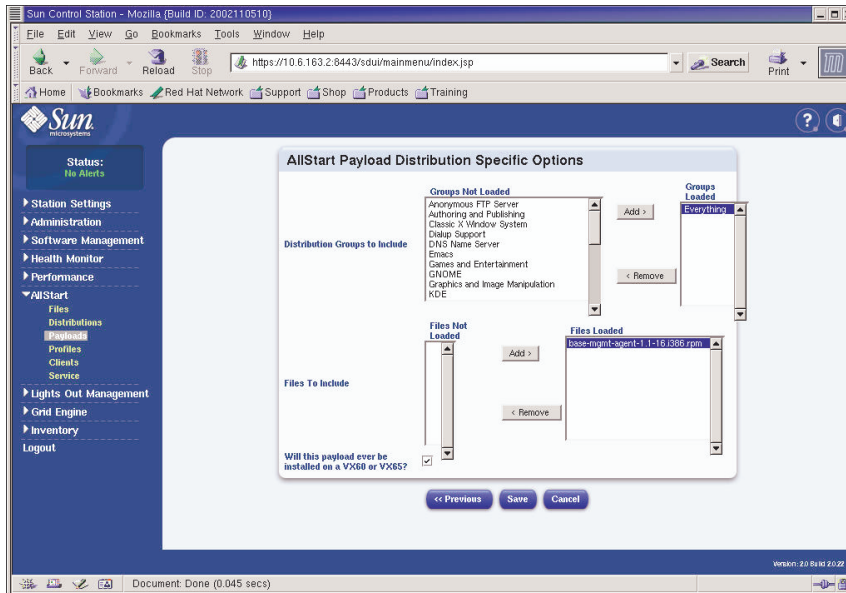 Sun Control Station - Mozilla {Build ID: 2002110510}
File Edit View Go Bookmarks Tools Window Help
Back Forward Reload Stop https://10.6.163.2:8443/sdui/mainmenu/index.jsp Search Print
Home Bookmarks Red Hat Network Support Shop Products Training
Sun
microsystems
?
Status:
No Alerts
Station Settings
Administration
Software Management
Health Monitor
Performance
AllStart
Files
Distributions
Payloads
Profiles
Clients
Service
Lights Out Management
Grid Engine
Inventory
Logout
AllStart Payload Distribution Specific Options
Distribution Groups to Include
Groups Not Loaded
Anonymous FTP Server
Authoring and Publishing
Classic X Window System
Dialup Support
DNS Name Server
Emacs
Games and Entertainment
GNOME
Graphics and Image Manipulation
KDE
Add >
< Remove
Groups
Loaded
Everything
Files To Include
Files Not
Loaded
Add >
< Remove
Files Loaded
base-mgmt-agent-1.1-16.i386.rpm
Will this payload ever be
installed on a VX60 or VX65?
<< Previous Save Cancel
Version: 2.0 Build 2.0.22
Document: Done (0.045 secs)